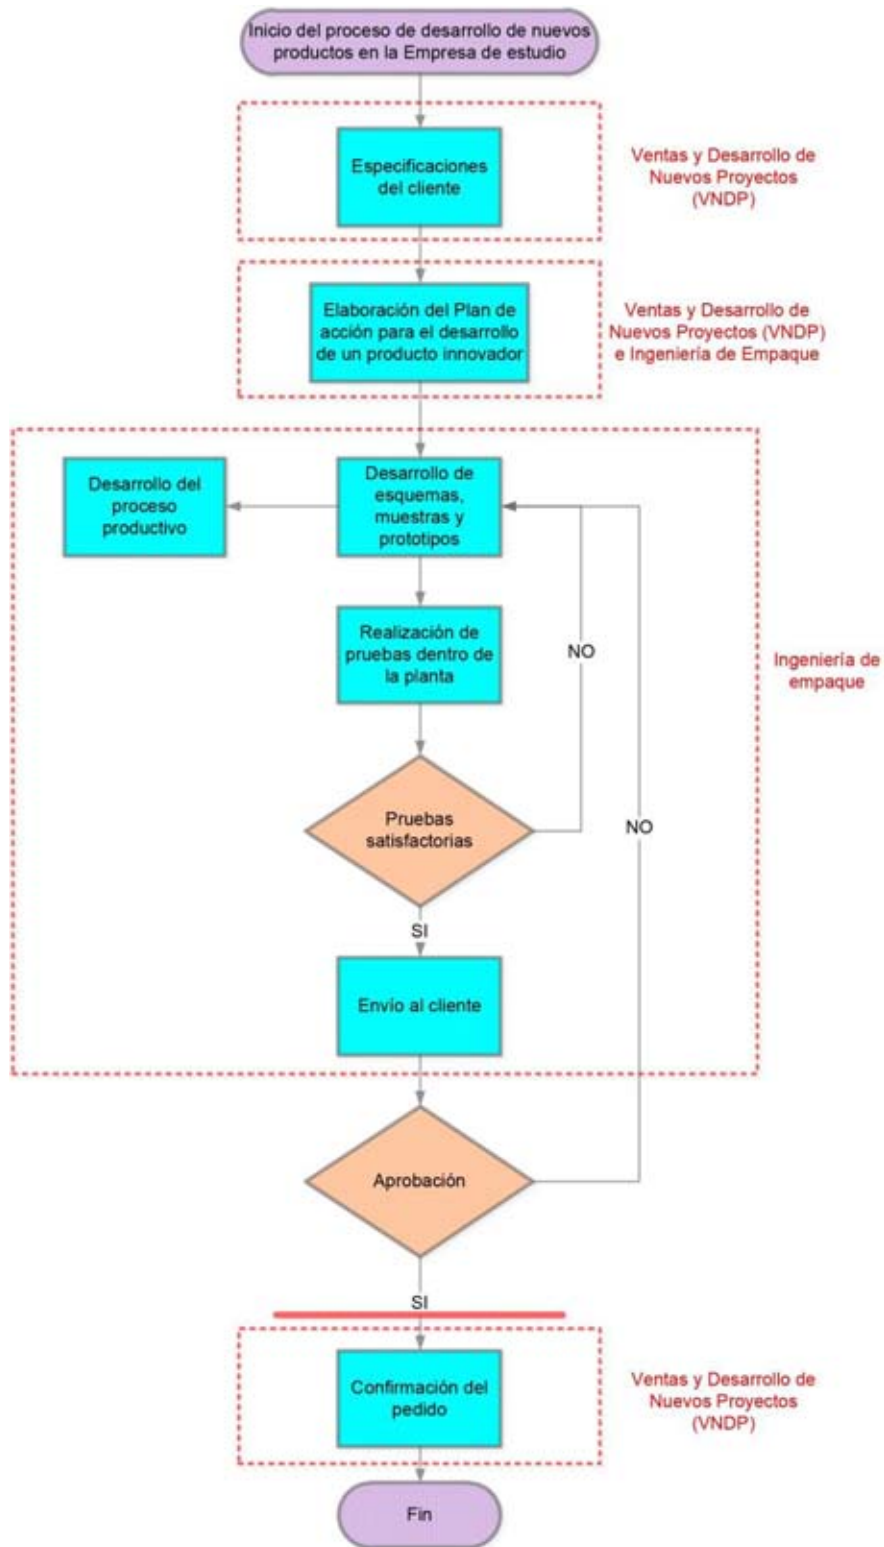 Inicio del proceso de desarrollo de nuevos
productos en la Empresa de estudio
Especificaciones
del cliente
Ventas y Desarrollo de
Nuevos Proyectos
(VNDP)
Elaboración del Plan de
acción para el desarrollo
de un producto innovador
Ventas y Desarrollo de
Nuevos Proyectos (VNDP)
e Ingeniería de Empaque
Desarrollo del
proceso
productivo
Desarrollo de
esquemas,
muestras y
prototipos
Realización de
pruebas dentro de
la planta
NO
Ingeniería de
empaque
Pruebas
satisfactorias
NO
SI
Envío al cliente
Aprobación
SI
Confirmación del
pedido
Ventas y Desarrollo de
Nuevos Proyectos
(VNDP)
Fin